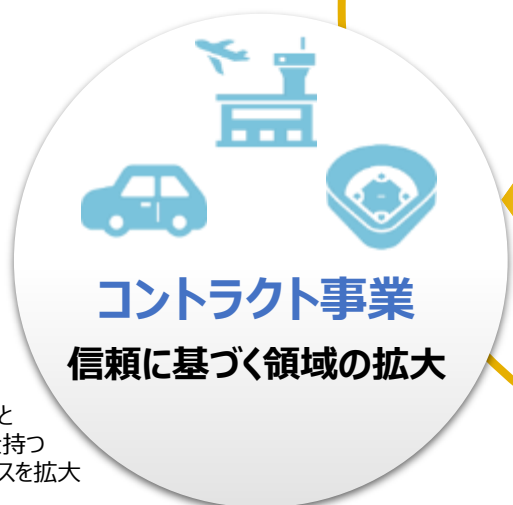 コントラクト事業
信頼に基づく領域の拡大
と
持つ
スを拡大